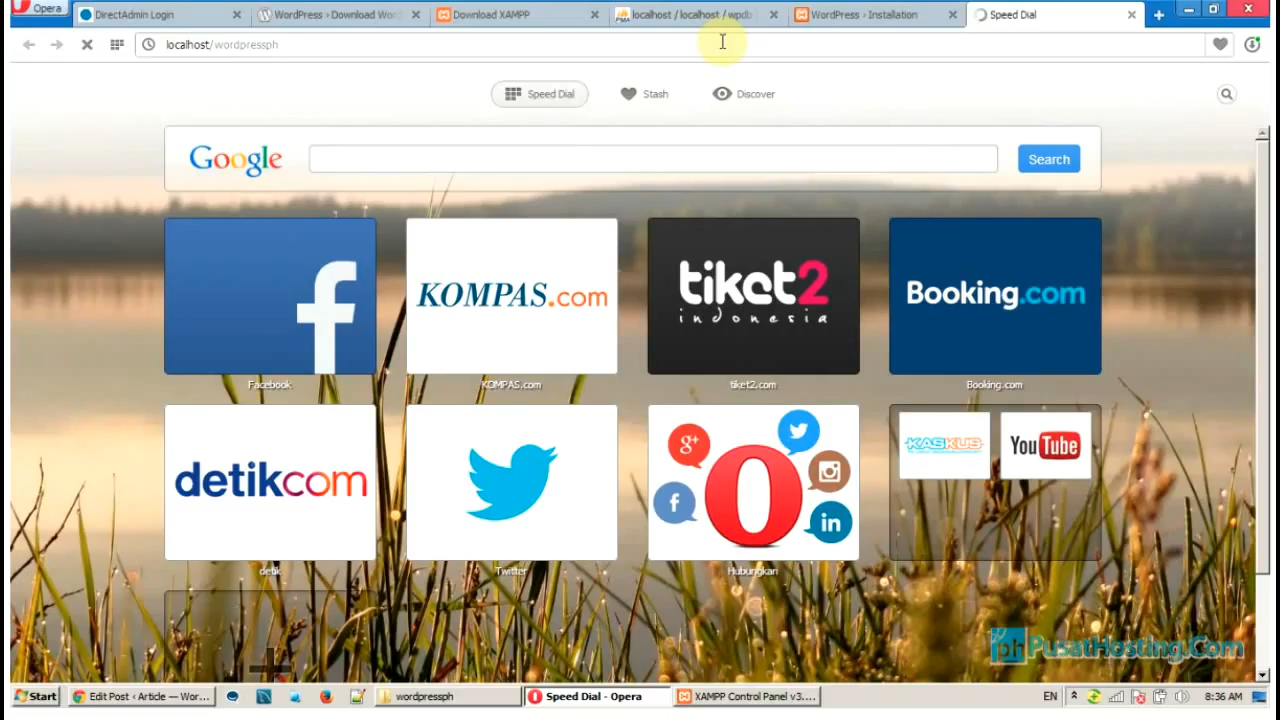 Opera
DirectAdmin Login
WordPress › Download Word
Download XAMPP
localhost / localhost / wpdb
WordPress › Installation
Speed Dial
localhost/wordpressph
Speed Dial
Stash
Discover
Google
Search
f
KOMPAS.com
tiket2
indonesia
Booking.com
Facebook
KOMPAS.com
tiket2.com
Booking.com
detikcom
g+
f
in
KASKUS
YouTube
detik
Twitter
Hubungkan
ph PusatHosting.Com
Start
Edit Post ‹ Article — Wor...
wordpressph
Speed Dial - Opera
XAMPP Control Panel v3....
EN
8:36 AM